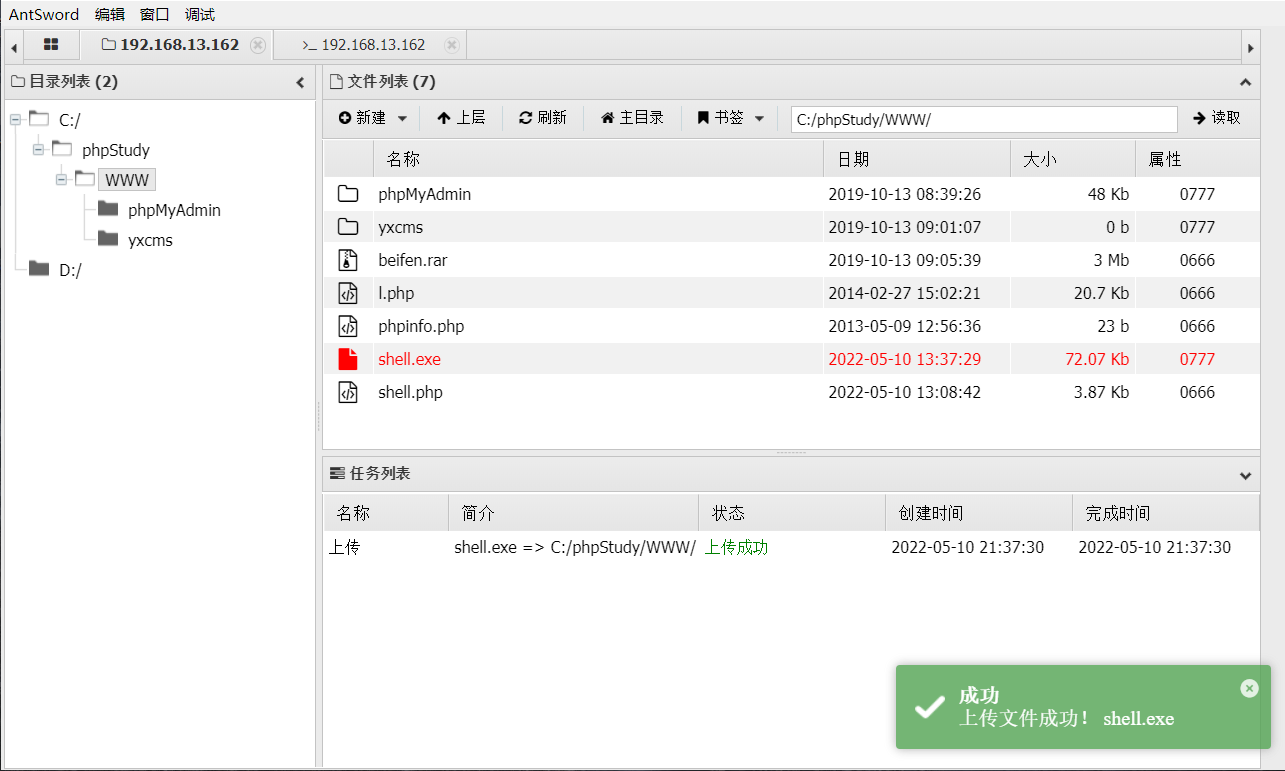 AntSword 编辑 窗口 调试
192.168.13.162 >_ 192.168.13.162
目录列表 (2)
C:/
phpStudy
WWW
phpMyAdmin
yxcms
D:/
文件列表 (7)
新建 上层 刷新 主目录 书签 C:/phpStudy/WWW/ 读取
名称 日期 大小 属性
phpMyAdmin 2019-10-13 08:39:26 48 Kb 0777
yxcms 2019-10-13 09:01:07 0 b 0777
beifen.rar 2019-10-13 09:05:39 3 Mb 0666
l.php 2014-02-27 15:02:21 20.7 Kb 0666
phpinfo.php 2013-05-09 12:56:36 23 b 0666
shell.exe 2022-05-10 13:37:29 72.07 Kb 0777
shell.php 2022-05-10 13:08:42 3.87 Kb 0666
任务列表
名称 简介 状态 创建时间 完成时间
上传 shell.exe => C:/phpStudy/WWW/ 上传成功 2022-05-10 21:37:30 2022-05-10 21:37:30
成功
上传文件成功！ shell.exe